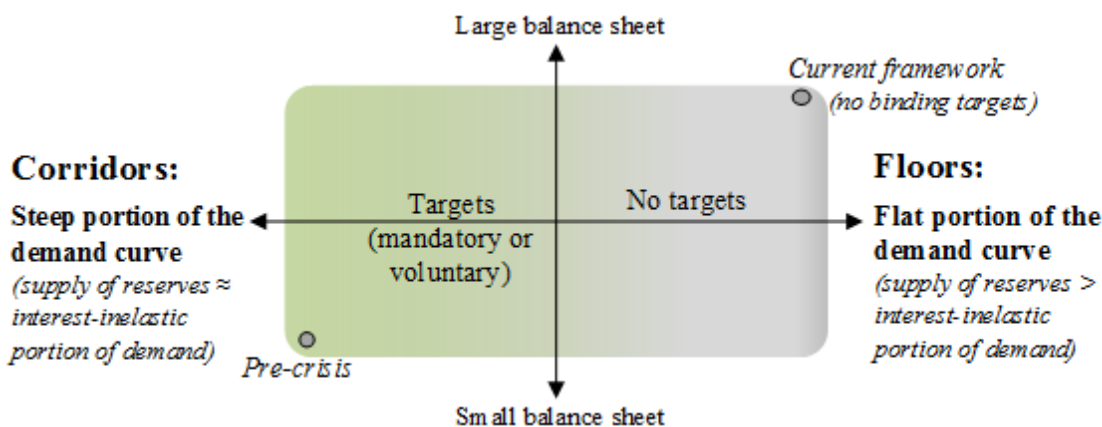 Large balance sheet
Current framework
(no binding targets)
Corridors:
Steep portion of the
demand curve
(supply of reserves ≈
interest-inelastic
portion of demand)
Targets
(mandatory or
voluntary)
No targets
Floors:
Flat portion of the
demand curve
(supply of reserves >
interest-inelastic
portion of demand)
Pre-crisis
Small balance sheet